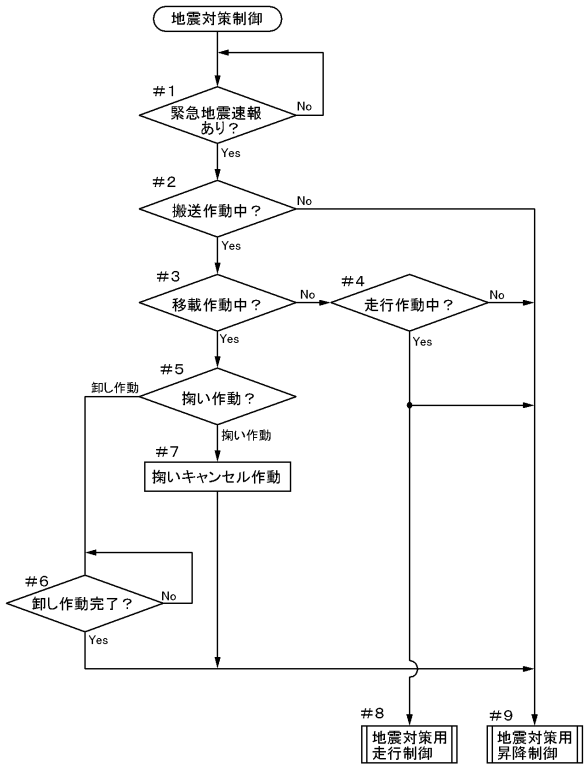 地震対策制御
＃1
緊急地震速報
あり？
No
Yes
＃2
搬送作動中？
No
Yes
＃3
移載作動中？
No
Yes
＃4
走行作動中？
No
Yes
＃5
掬い作動？
卸し作動
掬い作動
＃7
掬いキャンセル作動
＃6
卸し作動完了？
No
Yes
＃8
地震対策用
走行制御
＃9
地震対策用
昇降制御